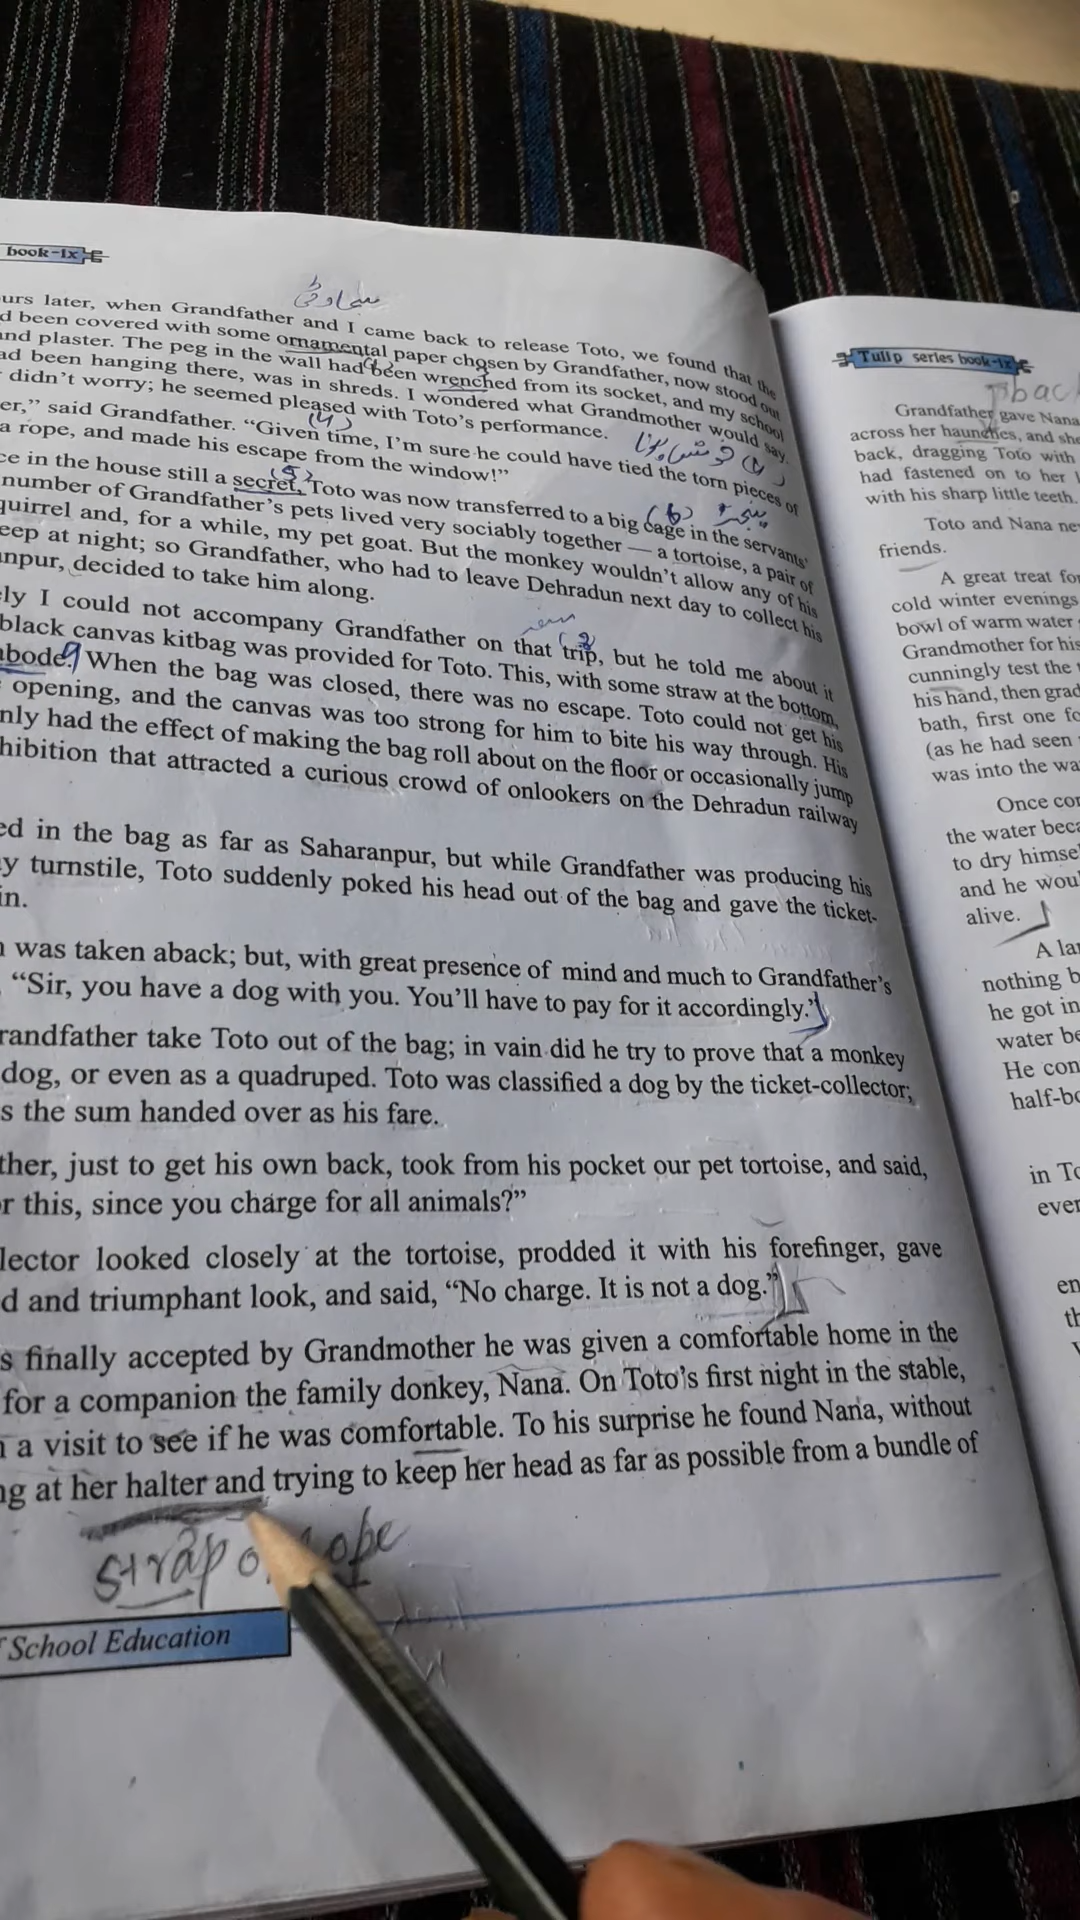 book-ix
سجاوٹی
urs later, when Grandfather and I came back to release Toto, we found that the
d been covered with some ornamental paper chosen by Grandfather, now stood out
and plaster. The peg in the wall had been wrenched from its socket, and my school
ad been hanging there, was in shreds. I wondered what Grandmother would say.
didn't worry; he seemed pleased with Toto's performance.
er," said Grandfather. "Given time, I'm sure he could have tied the torn pieces of
a rope, and made his escape from the window!"
ce in the house still a secret, Toto was now transferred to a big cage in the servants'
number of Grandfather's pets lived very sociably together — a tortoise, a pair of
quirrel and, for a while, my pet goat. But the monkey wouldn't allow any of his
eep at night; so Grandfather, who had to leave Dehradun next day to collect his
anpur, decided to take him along.
ly I could not accompany Grandfather on that trip, but he told me about it
black canvas kitbag was provided for Toto. This, with some straw at the bottom,
abode. When the bag was closed, there was no escape. Toto could not get his
opening, and the canvas was too strong for him to bite his way through. His
nly had the effect of making the bag roll about on the floor or occasionally jump
hibition that attracted a curious crowd of onlookers on the Dehradun railway
ed in the bag as far as Saharanpur, but while Grandfather was producing his
y turnstile, Toto suddenly poked his head out of the bag and gave the ticket-
in.
n was taken aback; but, with great presence of mind and much to Grandfather's
"Sir, you have a dog with you. You'll have to pay for it accordingly."
randfather take Toto out of the bag; in vain did he try to prove that a monkey
dog, or even as a quadruped. Toto was classified a dog by the ticket-collector;
s the sum handed over as his fare.
ther, just to get his own back, took from his pocket our pet tortoise, and said,
r this, since you charge for all animals?"
lector looked closely at the tortoise, prodded it with his forefinger, gave
d and triumphant look, and said, "No charge. It is not a dog."
s finally accepted by Grandmother he was given a comfortable home in the
for a companion the family donkey, Nana. On Toto's first night in the stable,
a visit to see if he was comfortable. To his surprise he found Nana, without
ng at her halter and trying to keep her head as far as possible from a bundle of
strap o ope
School Education
Tulip series book-ix
back
Grandfather gave Nana
across her haunches, and she
back, dragging Toto with
had fastened on to her
with his sharp little teeth.
Toto and Nana ne
friends.
A great treat fo
cold winter evenings
bowl of warm water
Grandmother for his
cunningly test the
his hand, then grad
bath, first one fo
(as he had seen
was into the wa
Once co
the water beca
to dry himse
and he woul
alive.
A la
nothing b
he got in
water be
He con
half-bo
in To
ever
en
th